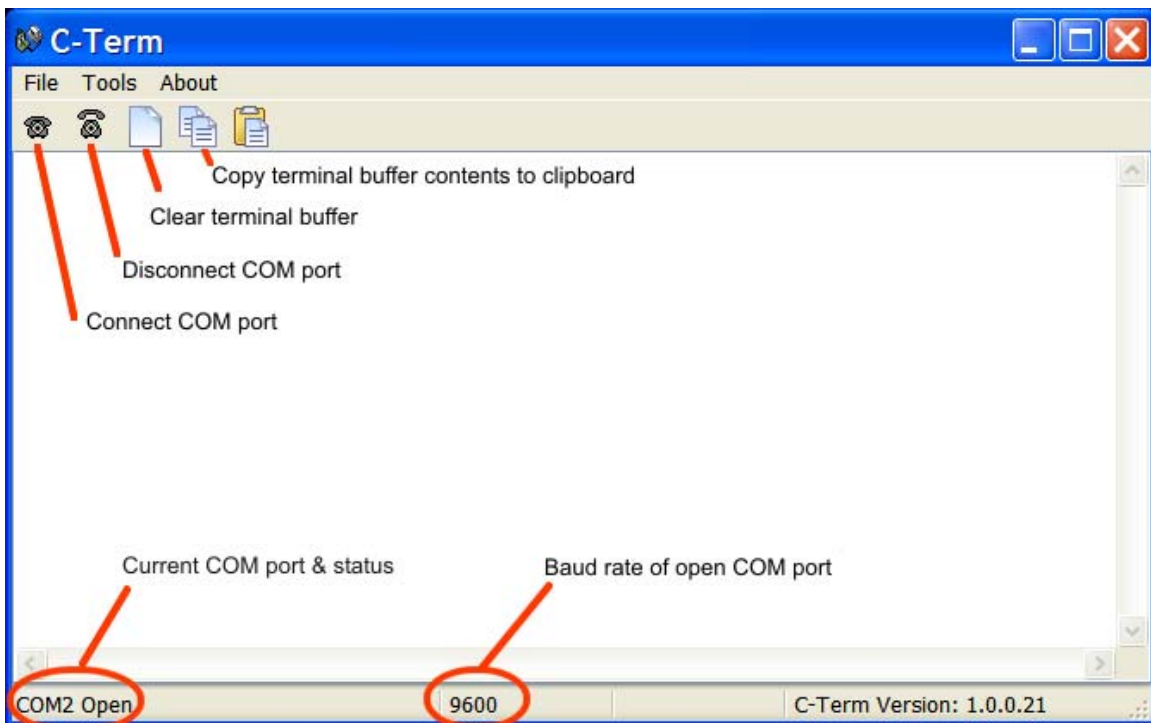 C-Term
File Tools About
Copy terminal buffer contents to clipboard
Clear terminal buffer
Disconnect COM port
Connect COM port
Current COM port & status
Baud rate of open COM port
COM2 Open 9600 C-Term Version: 1.0.0.21